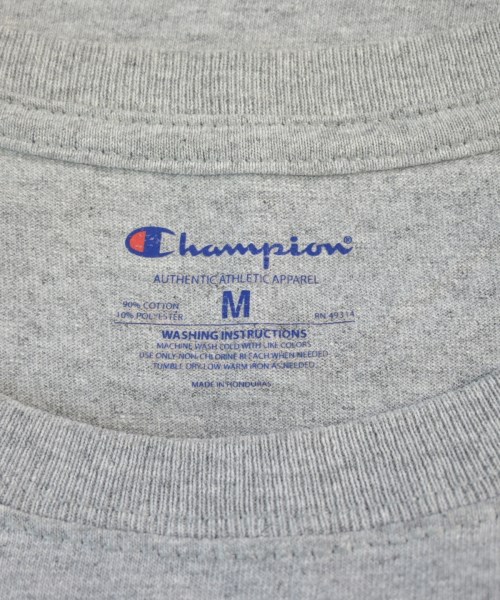 Champion®
AUTHENTIC ATHLETIC APPAREL
90% COTTON
10% POLYESTER
M
RN 49314
WASHING INSTRUCTIONS
MACHINE WASH COLD WITH LIKE COLORS
USE ONLY NON-CHLORINE BLEACH WHEN NEEDED
TUMBLE DRY LOW WARM IRON AS NEEDED
MADE IN HONDURAS